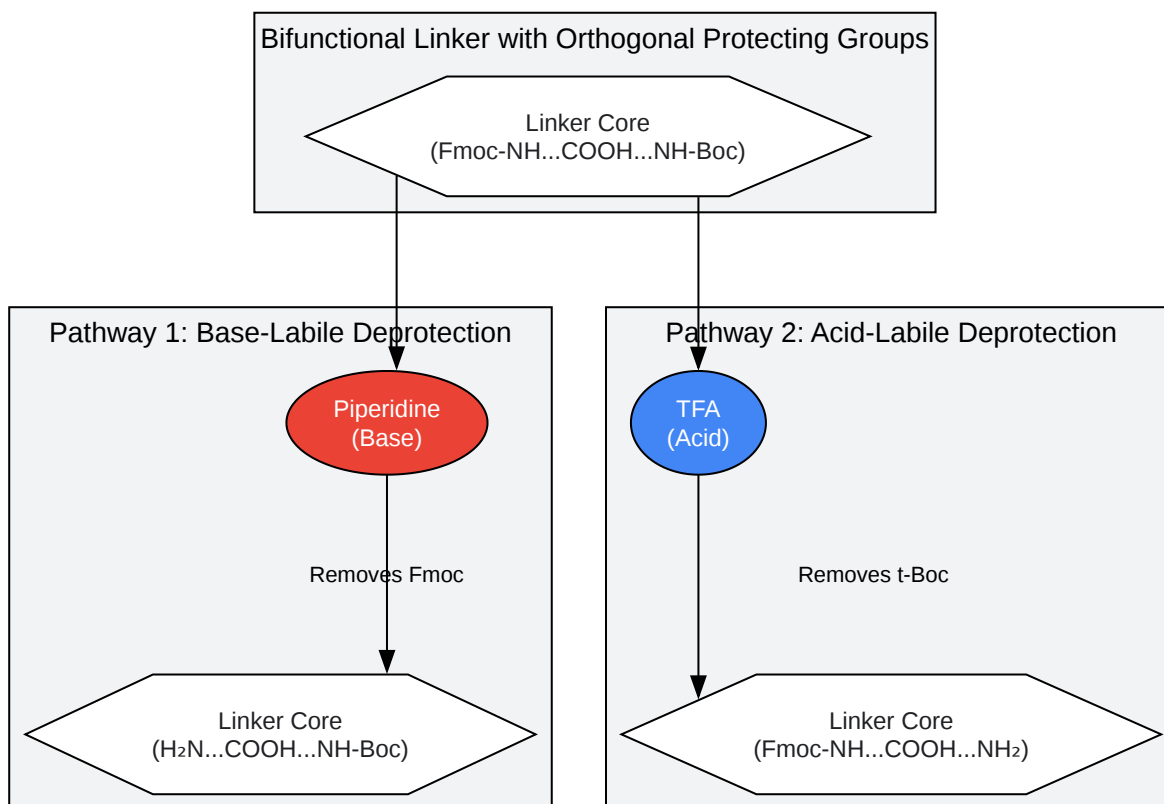 Bifunctional Linker with Orthogonal Protecting Groups
Linker Core
(Fmoc-NH...COOH...NH-Boc)
Pathway 1: Base-Labile Deprotection
Piperidine
(Base)
Removes Fmoc
Linker Core
(H₂N...COOH...NH-Boc)
Pathway 2: Acid-Labile Deprotection
TFA
(Acid)
Removes t-Boc
Linker Core
(Fmoc-NH...COOH...NH₂)